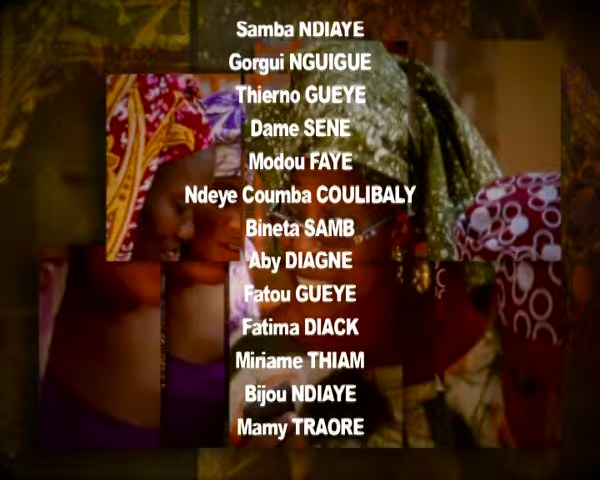 Samba NDIAYE
Gorgui NGUIGUE
Thierno GUEYE
Dame SENE
Modou FAYE
Ndeye Coumba COULIBALY
Bineta SAMB
Aby DIAGNE
Fatou GUEYE
Fatima DIACK
Miriame THIAM
Bijou NDIAYE
Mamy TRAORE